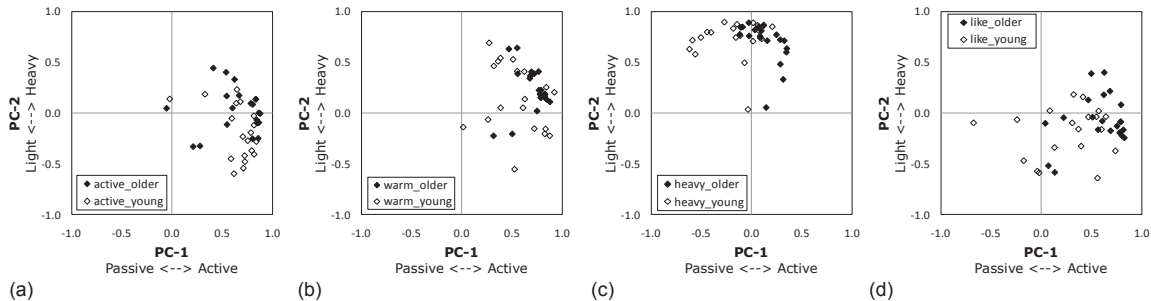 1.0
0.5
0.0
-0.5
-1.0
-1.0 -0.5 0.0 0.5 1.0
PC-2
Light <--> Heavy
PC-1
Passive <--> Active
active_older
active_young
(a)
1.0
0.5
0.0
-0.5
-1.0
-1.0 -0.5 0.0 0.5 1.0
PC-2
Light <--> Heavy
PC-1
Passive <--> Active
warm_older
warm_young
(b)
1.0
0.5
0.0
-0.5
-1.0
-1.0 -0.5 0.0 0.5 1.0
PC-2
Light <--> Heavy
PC-1
Passive <--> Active
heavy_older
heavy_young
(c)
1.0
0.5
0.0
-0.5
-1.0
-1.0 -0.5 0.0 0.5 1.0
PC-2
Light <--> Heavy
PC-1
Passive <--> Active
like_older
like_young
(d)